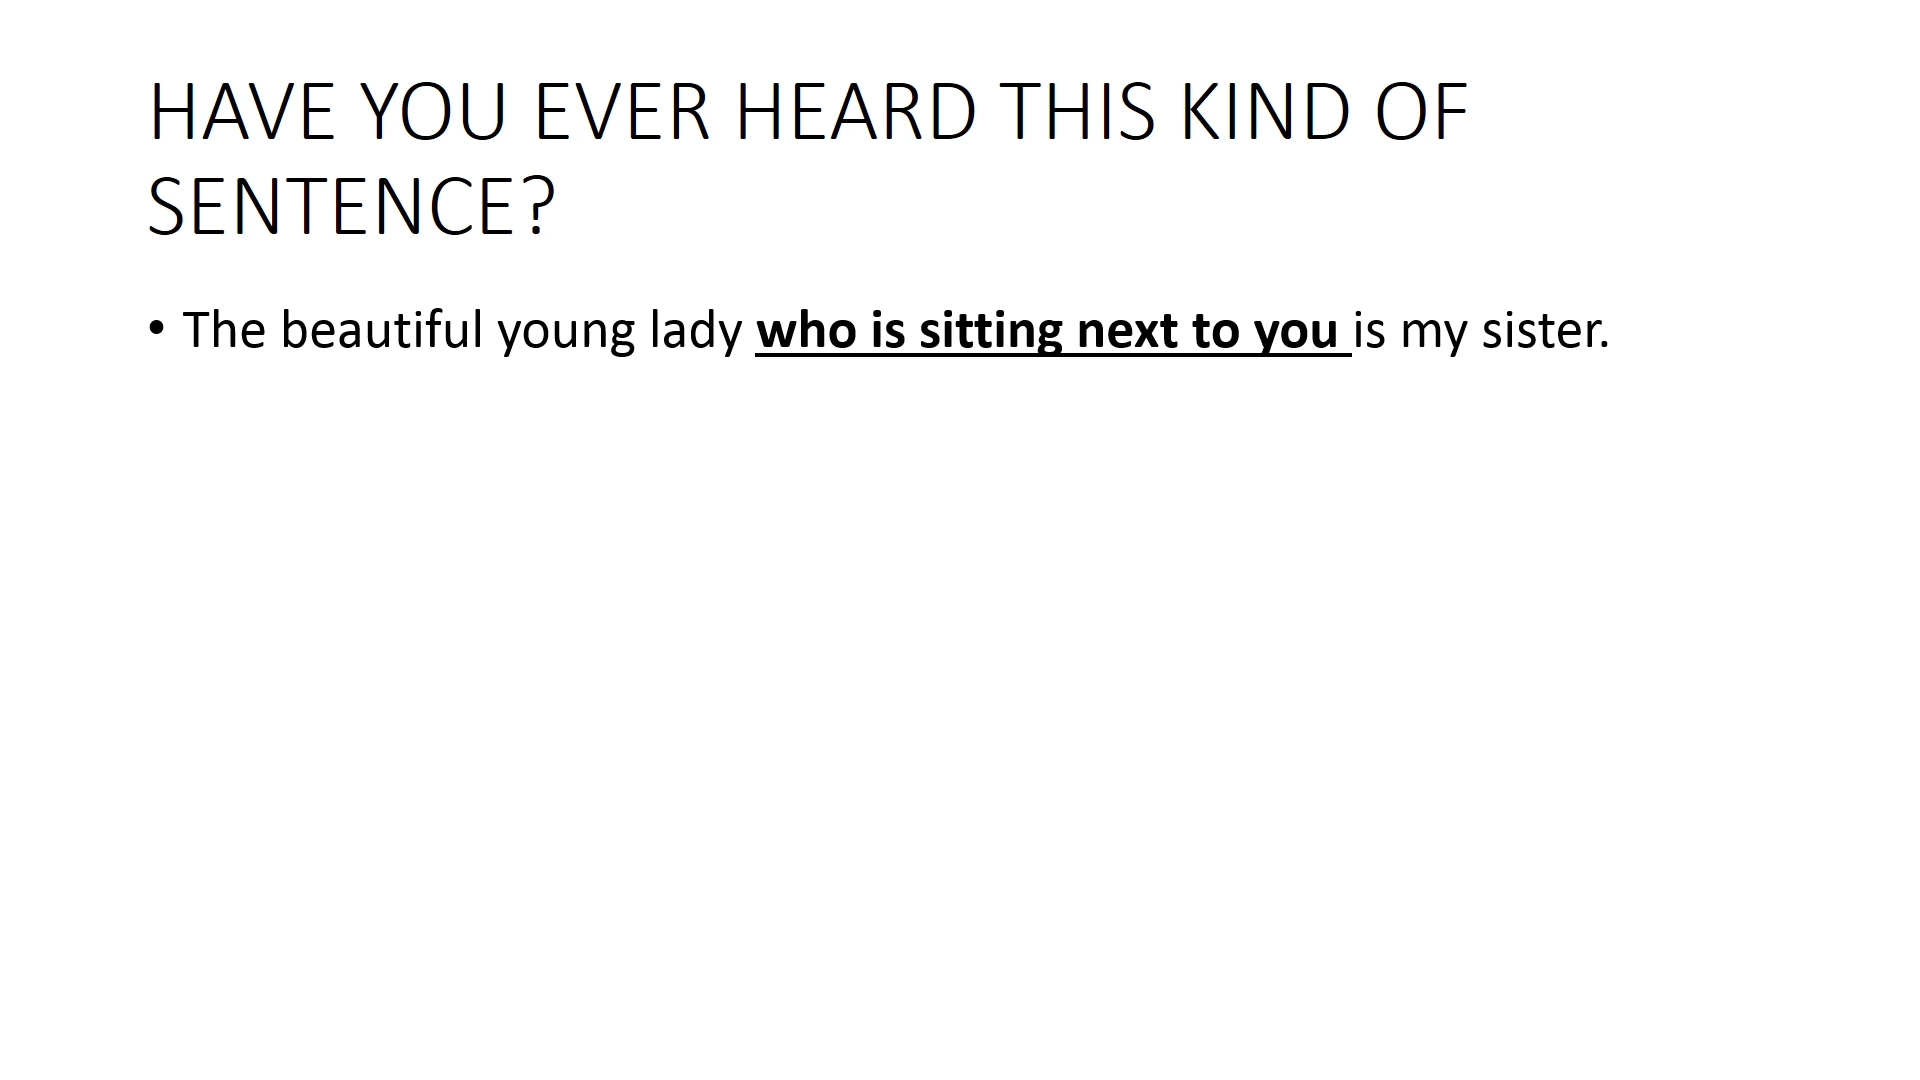 HAVE YOU EVER HEARD THIS KIND OF
SENTENCE?
• The beautiful young lady who is sitting next to you is my sister.